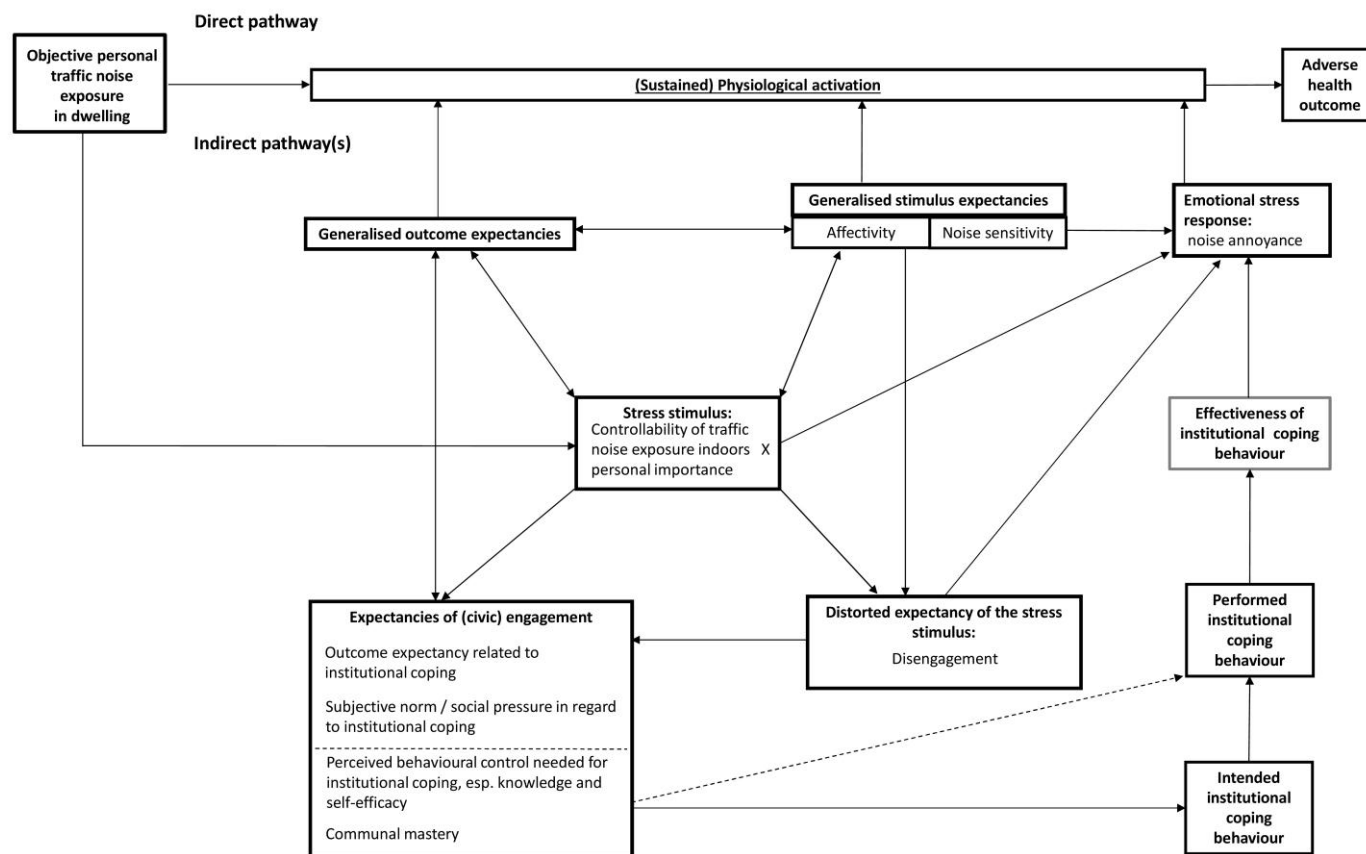 Direct pathway
Objective personal
traffic noise
exposure
in dwelling
(Sustained) Physiological activation
Adverse
health
outcome
Indirect pathway(s)
Generalised outcome expectancies
Generalised stimulus expectancies
Affectivity
Noise sensitivity
Emotional stress
response:
noise annoyance
Stress stimulus:
Controllability of traffic
noise exposure indoors X
personal importance
Effectiveness of
institutional coping
behaviour
Expectancies of (civic) engagement
Outcome expectancy related to
institutional coping
Subjective norm / social pressure in regard
to institutional coping
Perceived behavioural control needed for
institutional coping, esp. knowledge and
self-efficacy
Communal mastery
Distorted expectancy of the stress
stimulus:
Disengagement
Performed
institutional
coping
behaviour
Intended
institutional
coping
behaviour